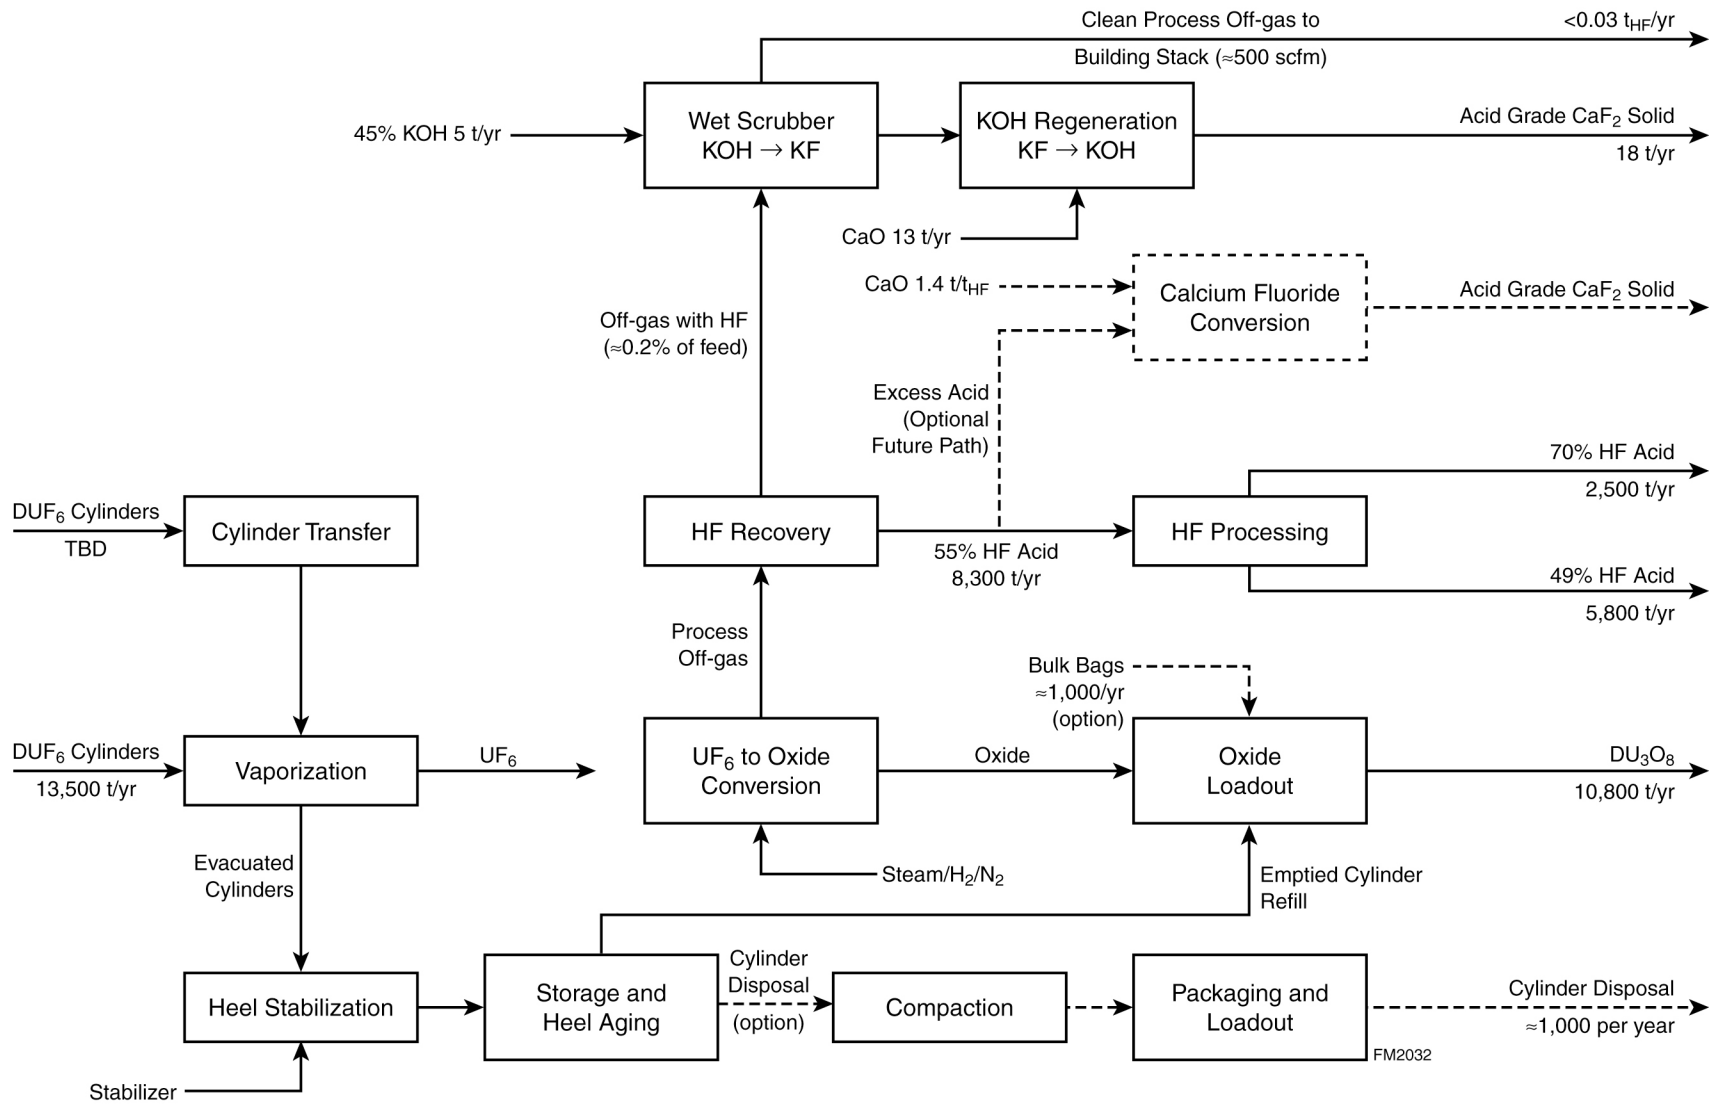 Clean Process Off-gas to
<0.03 tHF/yr
Building Stack (≈500 scfm)
45% KOH 5 t/yr
Wet Scrubber
KOH → KF
KOH Regeneration
KF → KOH
Acid Grade CaF2 Solid
18 t/yr
CaO 13 t/yr
CaO 1.4 t/tHF
Calcium Fluoride
Conversion
Acid Grade CaF2 Solid
Off-gas with HF
(≈0.2% of feed)
Excess Acid
(Optional
Future Path)
70% HF Acid
2,500 t/yr
DUF6 Cylinders
TBD
Cylinder Transfer
HF Recovery
55% HF Acid
8,300 t/yr
HF Processing
49% HF Acid
5,800 t/yr
Process
Off-gas
Bulk Bags
≈1,000/yr
(option)
DUF6 Cylinders
13,500 t/yr
Vaporization
UF6
UF6 to Oxide
Conversion
Oxide
Oxide
Loadout
DU3O8
10,800 t/yr
Evacuated
Cylinders
Steam/H2/N2
Emptied Cylinder
Refill
Heel Stabilization
Storage and
Heel Aging
Cylinder
Disposal
(option)
Compaction
Packaging and
Loadout
Cylinder Disposal
≈1,000 per year
FM2032
Stabilizer